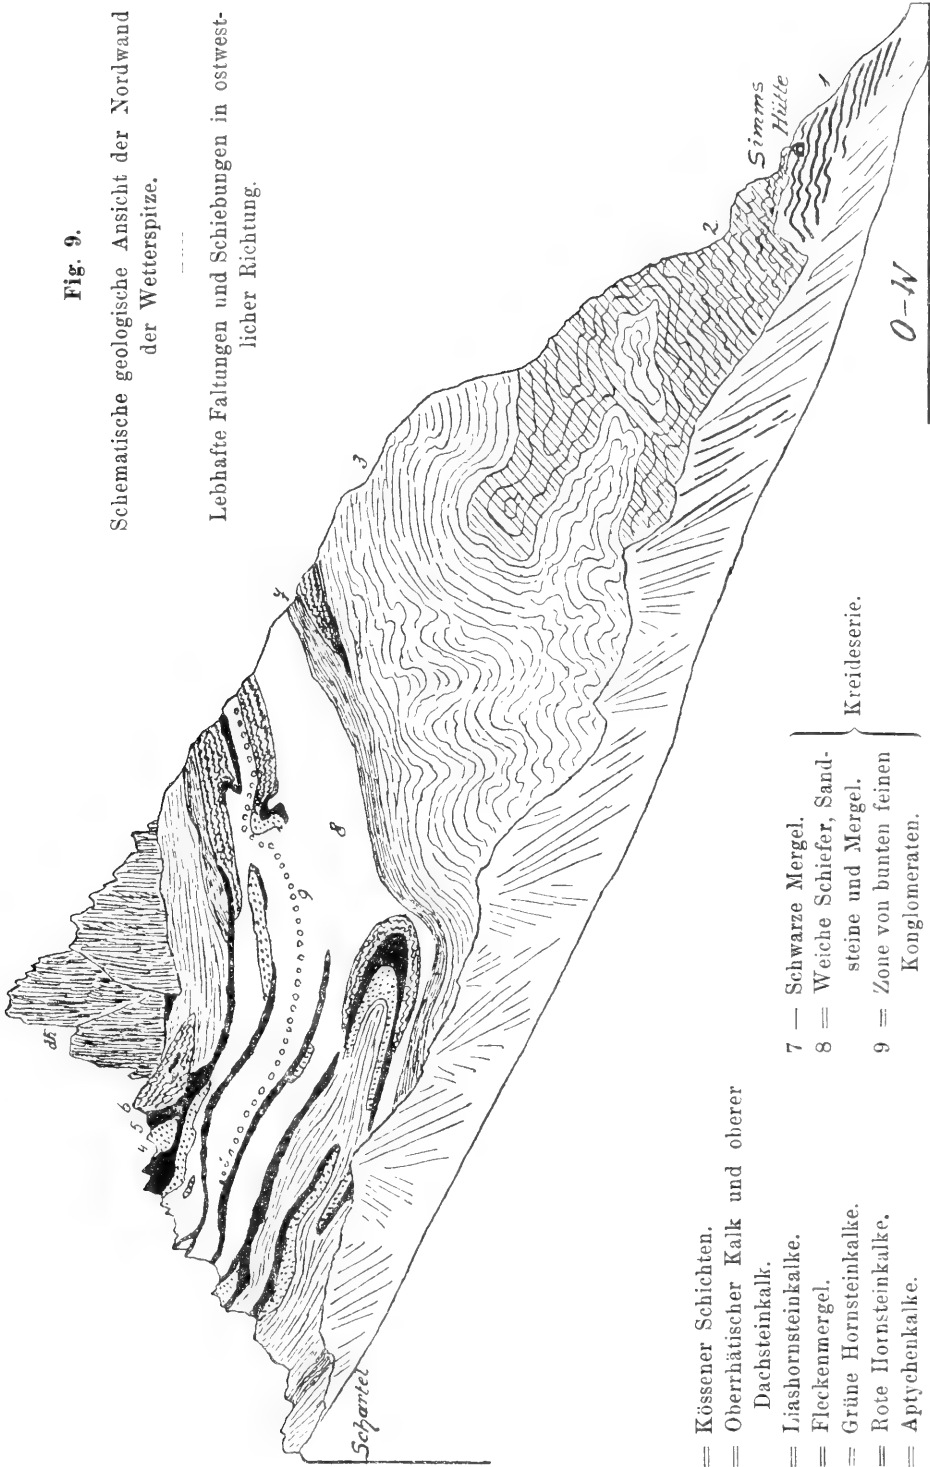 Fig. 9.
Schematische geologische Ansicht der Nordwand
der Wetterspitze.
Lebhafte Faltungen und Schiebungen in ostwest-
licher Richtung.
dh
4
5
6
9
8
7
3
2
Simms
Hütte
1
O–W
Schartel
= Kössener Schichten.
= Oberrhätischer Kalk und oberer
Dachsteinkalk.
= Liashornsteinkalke.
= Fleckenmergel.
= Grüne Hornsteinkalke.
= Rote Hornsteinkalke.
= Aptychenkalke.
7 — Schwarze Mergel.
8 = Weiche Schiefer, Sand-
steine und Mergel.
9 = Zone von bunten feinen
Konglomeraten.
Kreideserie.